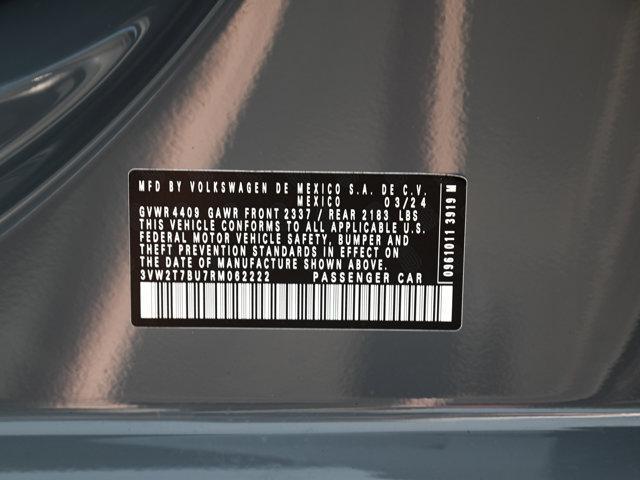 MFD BY VOLKSWAGEN DE MEXICO S.A. DE C.V.
MEXICO 03/24
GVWR 4409 GAWR FRONT 2337 / REAR 2183 LBS
THIS VEHICLE CONFORMS TO ALL APPLICABLE U.S.
FEDERAL MOTOR VEHICLE SAFETY, BUMPER AND
THEFT PREVENTION STANDARDS IN EFFECT ON
THE DATE OF MANUFACTURE SHOWN ABOVE.
3VW2T7BU7RM062222 PASSENGER CAR
0961011 3919 M